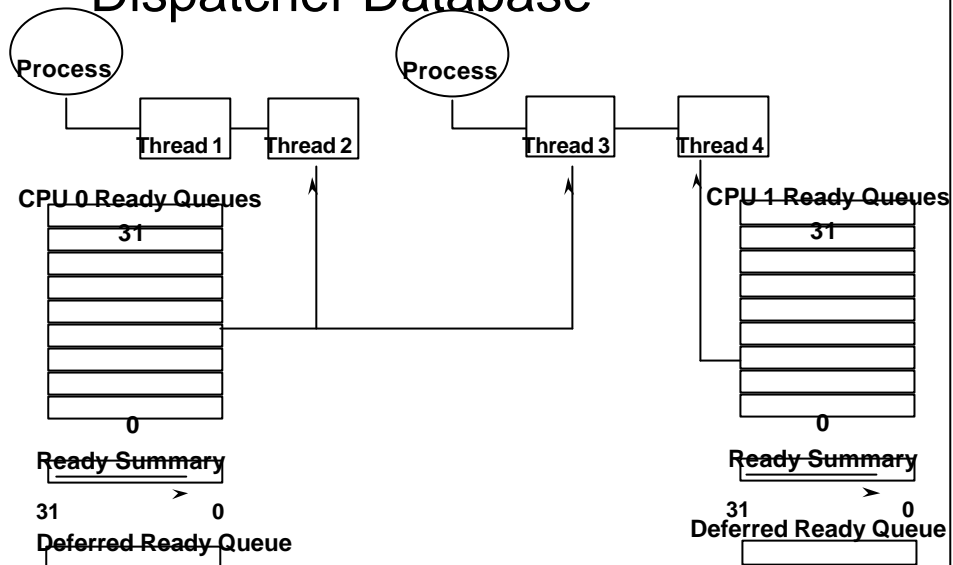 Dispatcher Database
Process
Process
Thread 1
Thread 2
Thread 3
Thread 4
CPU 0 Ready Queues
CPU 1 Ready Queues
31
31
0
0
Ready Summary
Ready Summary
31
0
31
0
Deferred Ready Queue
Deferred Ready Queue